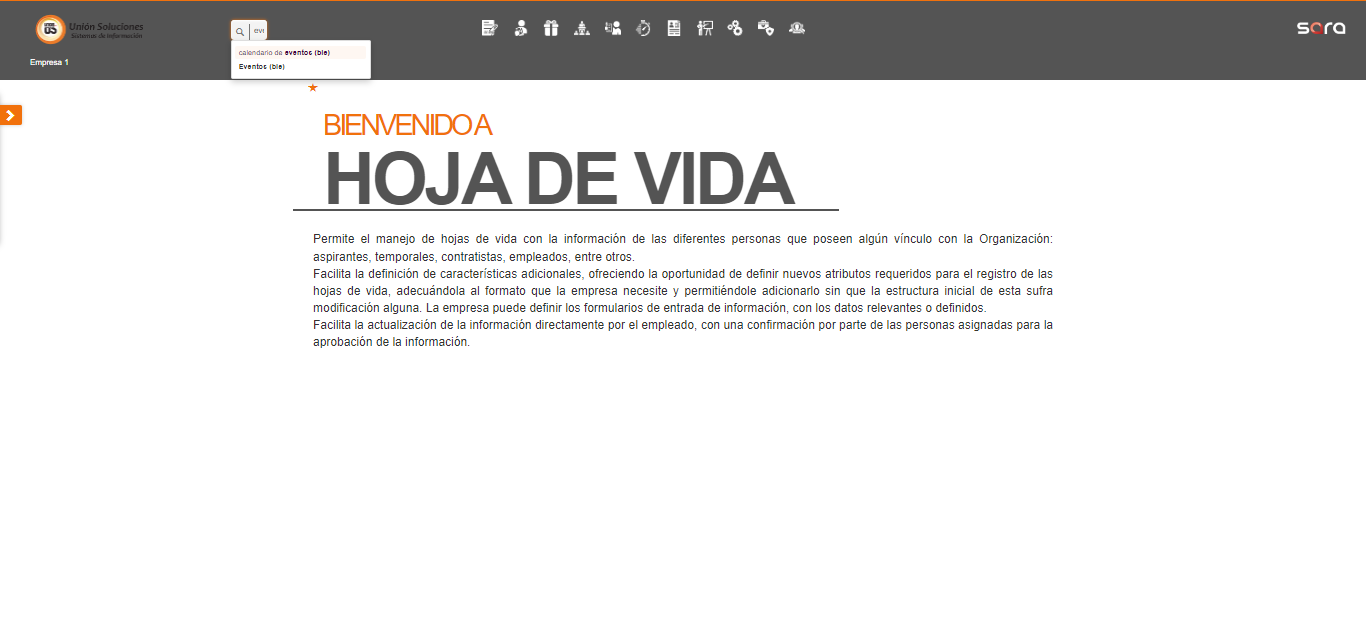 Unión Soluciones
Sistemas de Información
Empresa 1
eve
calendario de eventos (ble)
Eventos (ble)
sora
BIENVENIDO A
HOJA DE VIDA
Permite el manejo de hojas de vida con la información de las diferentes personas que poseen algún vínculo con la Organización:
aspirantes, temporales, contratistas, empleados, entre otros.
Facilita la definición de características adicionales, ofreciendo la oportunidad de definir nuevos atributos requeridos para el registro de las
hojas de vida, adecuándola al formato que la empresa necesite y permitiéndole adicionarlo sin que la estructura inicial de esta sufra
modificación alguna. La empresa puede definir los formularios de entrada de información, con los datos relevantes o definidos.
Facilita la actualización de la información directamente por el empleado, con una confirmación por parte de las personas asignadas para la
aprobación de la información.